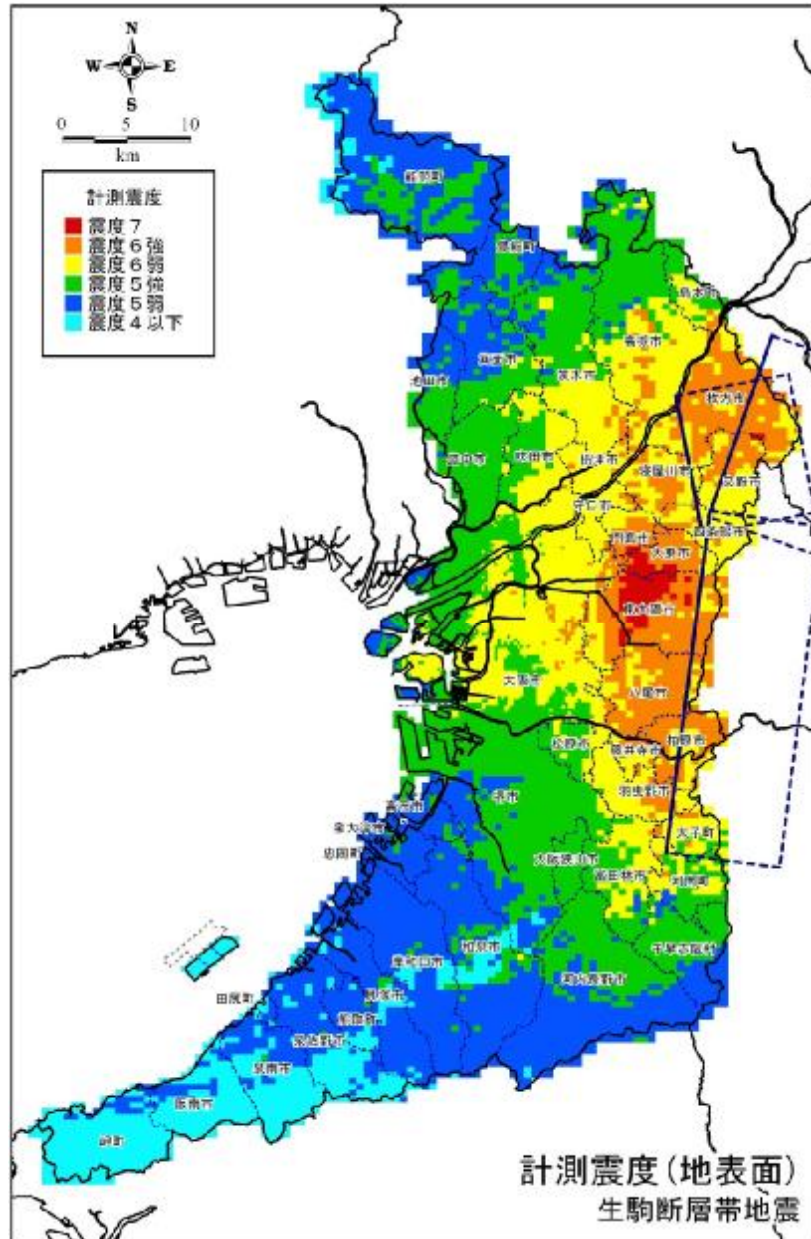 N
W E
S
0 5 10
km
計測震度
震度7
震度6強
震度6弱
震度5強
震度5弱
震度4以下
能勢町
豊能町
島本町
高槻市
箕面市
茨木市
池田市
枚方市
豊中市
吹田市
摂津市
寝屋川市
交野市
守口市
四条畷市
門真市
大東市
東大阪市
大阪市
八尾市
松原市
藤井寺市
柏原市
羽曳野市
堺市
高石市
太子町
泉大津市
忠岡町
大阪狭山市
富田林市
河南町
和泉市
千早赤阪村
岸和田市
河内長野市
貝塚市
田尻町
熊取町
泉佐野市
泉南市
阪南市
岬町
計測震度(地表面)
生駒断層帯地震